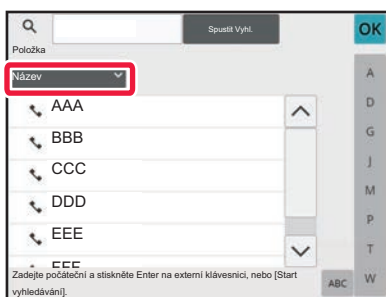 Spustit Vyhl.
OK
Položka
Název
A
AAA
D
BBB
G
CCC
J
DDD
M
EEE
P
T
FFF
Zadejte počáteční a stiskněte Enter na externí klávesnici, nebo [Start
vyhledávání].
ABC
W